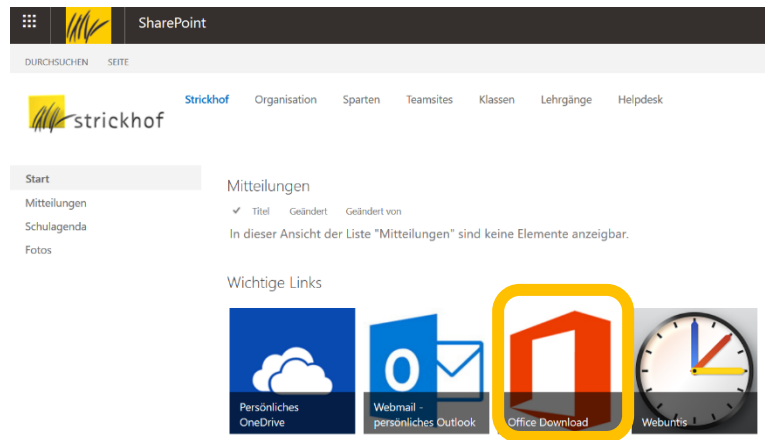 SharePoint
DURCHSUCHEN SEITE
strickhof
Strickhof Organisation Sparten Teamsites Klassen Lehrgänge Helpdesk
Start
Mitteilungen
Schulagenda
Fotos
Mitteilungen
✓ Titel Geändert Geändert von
In dieser Ansicht der Liste "Mitteilungen" sind keine Elemente anzeigbar.
Wichtige Links
Persönliches
OneDrive
O
Webmail -
persönliches Outlook
Office Download
Webuntis